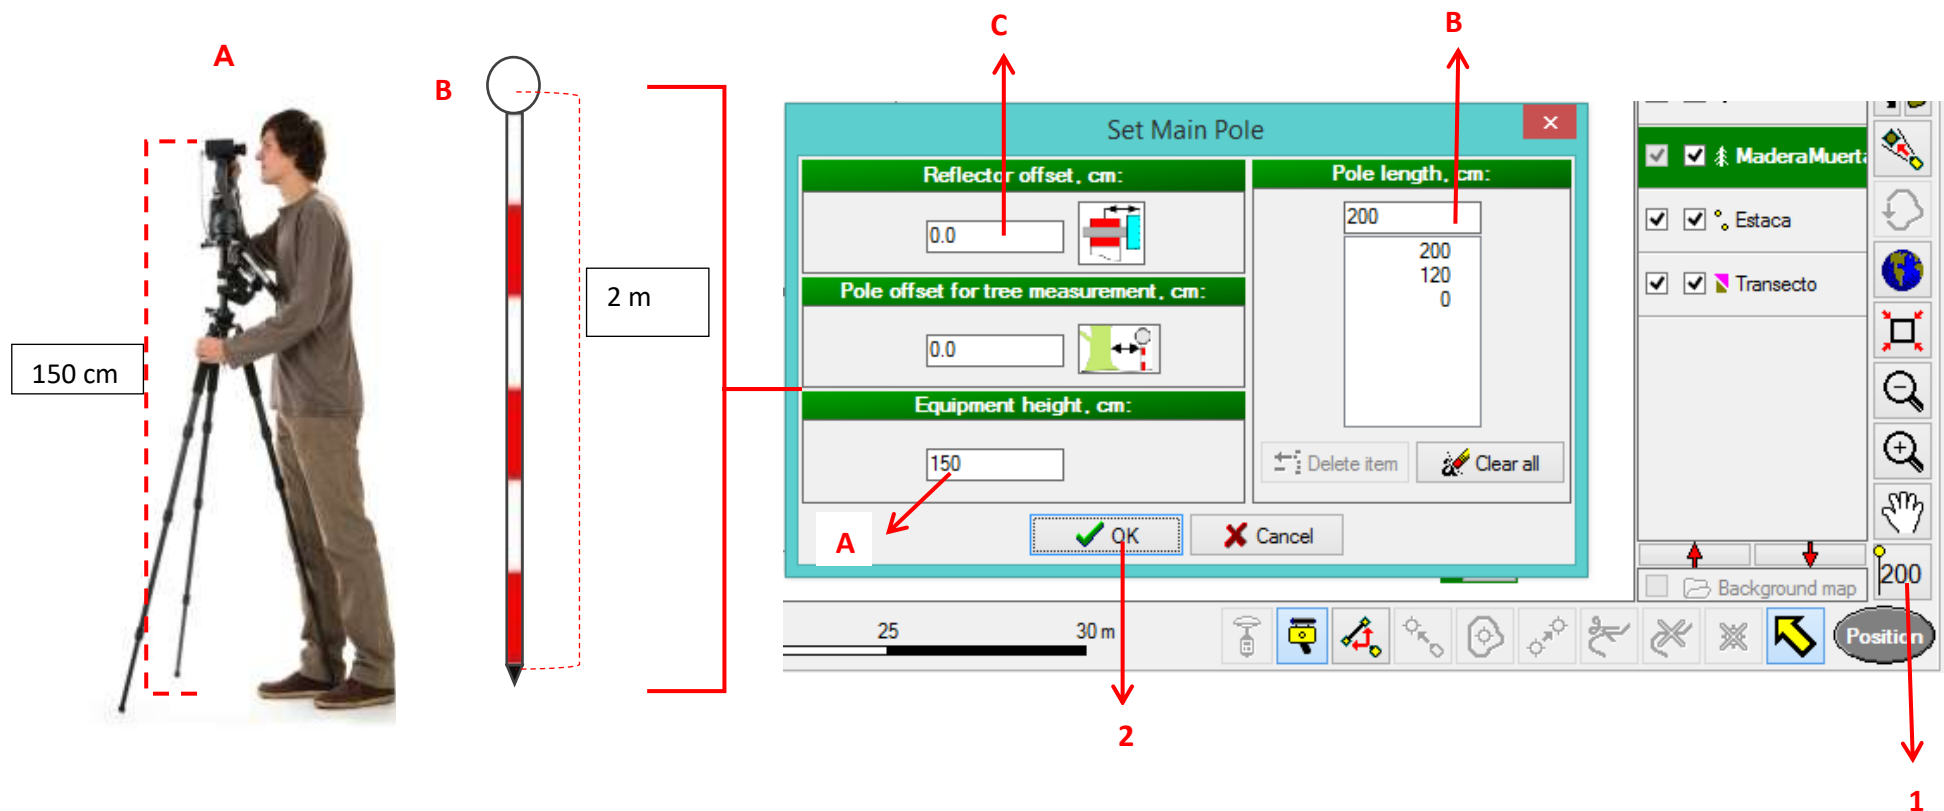 C
B
A
B
Set Main Pole
Reflector offset, cm:
Pole length, cm:
0.0
200
200
120
0
Pole offset for tree measurement, cm:
0.0
Equipment height, cm:
150
Delete item
Clear all
A
OK
Cancel
2 m
150 cm
MaderaMuerta
Estaca
Transecto
Background map
200
25
30 m
Position
2
1